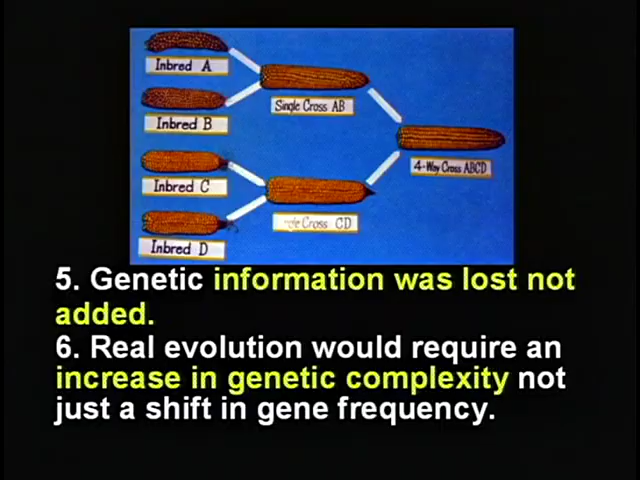 Inbred A
Single Cross AB
Inbred B
4-Way Cross ABCD
Inbred C
Cross CD
Inbred D
5. Genetic information was lost not
added.
6. Real evolution would require an
increase in genetic complexity not
just a shift in gene frequency.